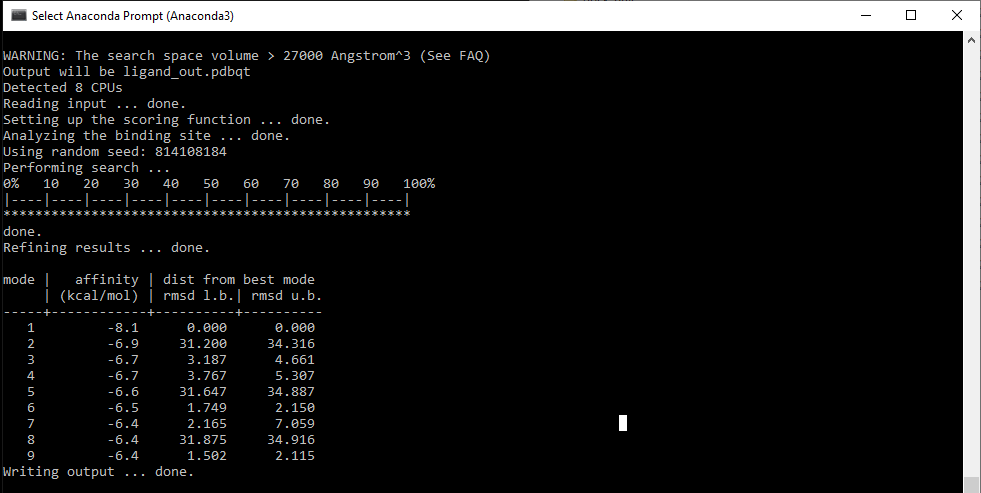 Select Anaconda Prompt (Anaconda3)
WARNING: The search space volume > 27000 Angstrom^3 (See FAQ)
Output will be ligand_out.pdbqt
Detected 8 CPUs
Reading input ... done.
Setting up the scoring function ... done.
Analyzing the binding site ... done.
Using random seed: 814108184
Performing search ...
0%   10   20   30   40   50   60   70   80   90   100%
|----|----|----|----|----|----|----|----|----|----|
***************************************************
done.
Refining results ... done.
mode |   affinity | dist from best mode
     | (kcal/mol) | rmsd l.b.| rmsd u.b.
-----+------------+----------+----------
   1         -8.1      0.000      0.000
   2         -6.9     31.200     34.316
   3         -6.7      3.187      4.661
   4         -6.7      3.767      5.307
   5         -6.6     31.647     34.887
   6         -6.5      1.749      2.150
   7         -6.4      2.165      7.059
   8         -6.4     31.875     34.916
   9         -6.4      1.502      2.115
Writing output ... done.